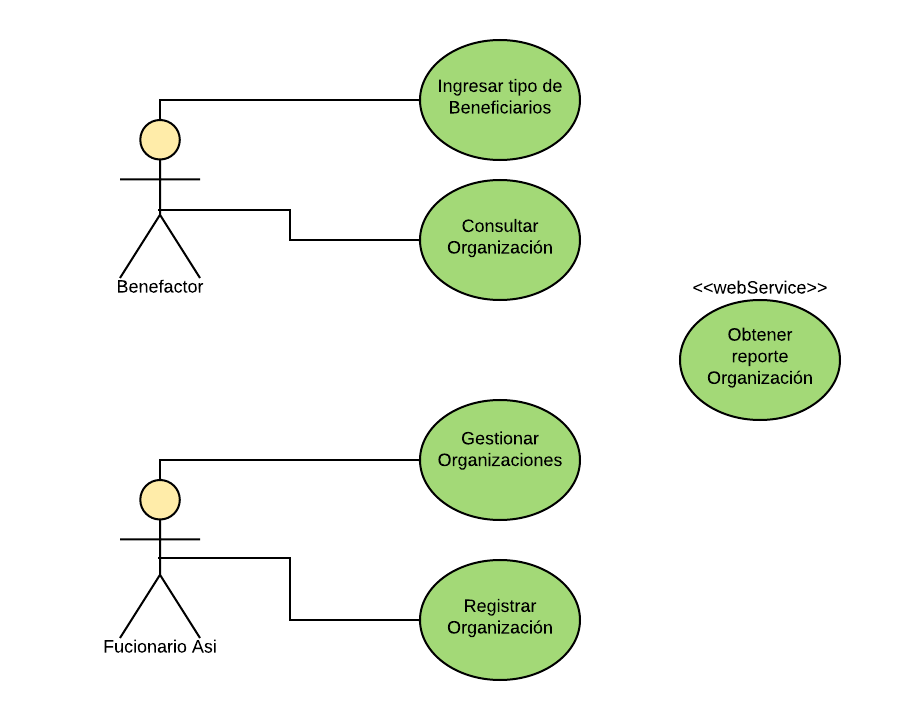 Ingresar tipo de
Beneficiarios
Consultar
Organización
Benefactor
<<webService>>
Obtener
reporte
Organización
Gestionar
Organizaciones
Registrar
Organización
Fucionario Asi